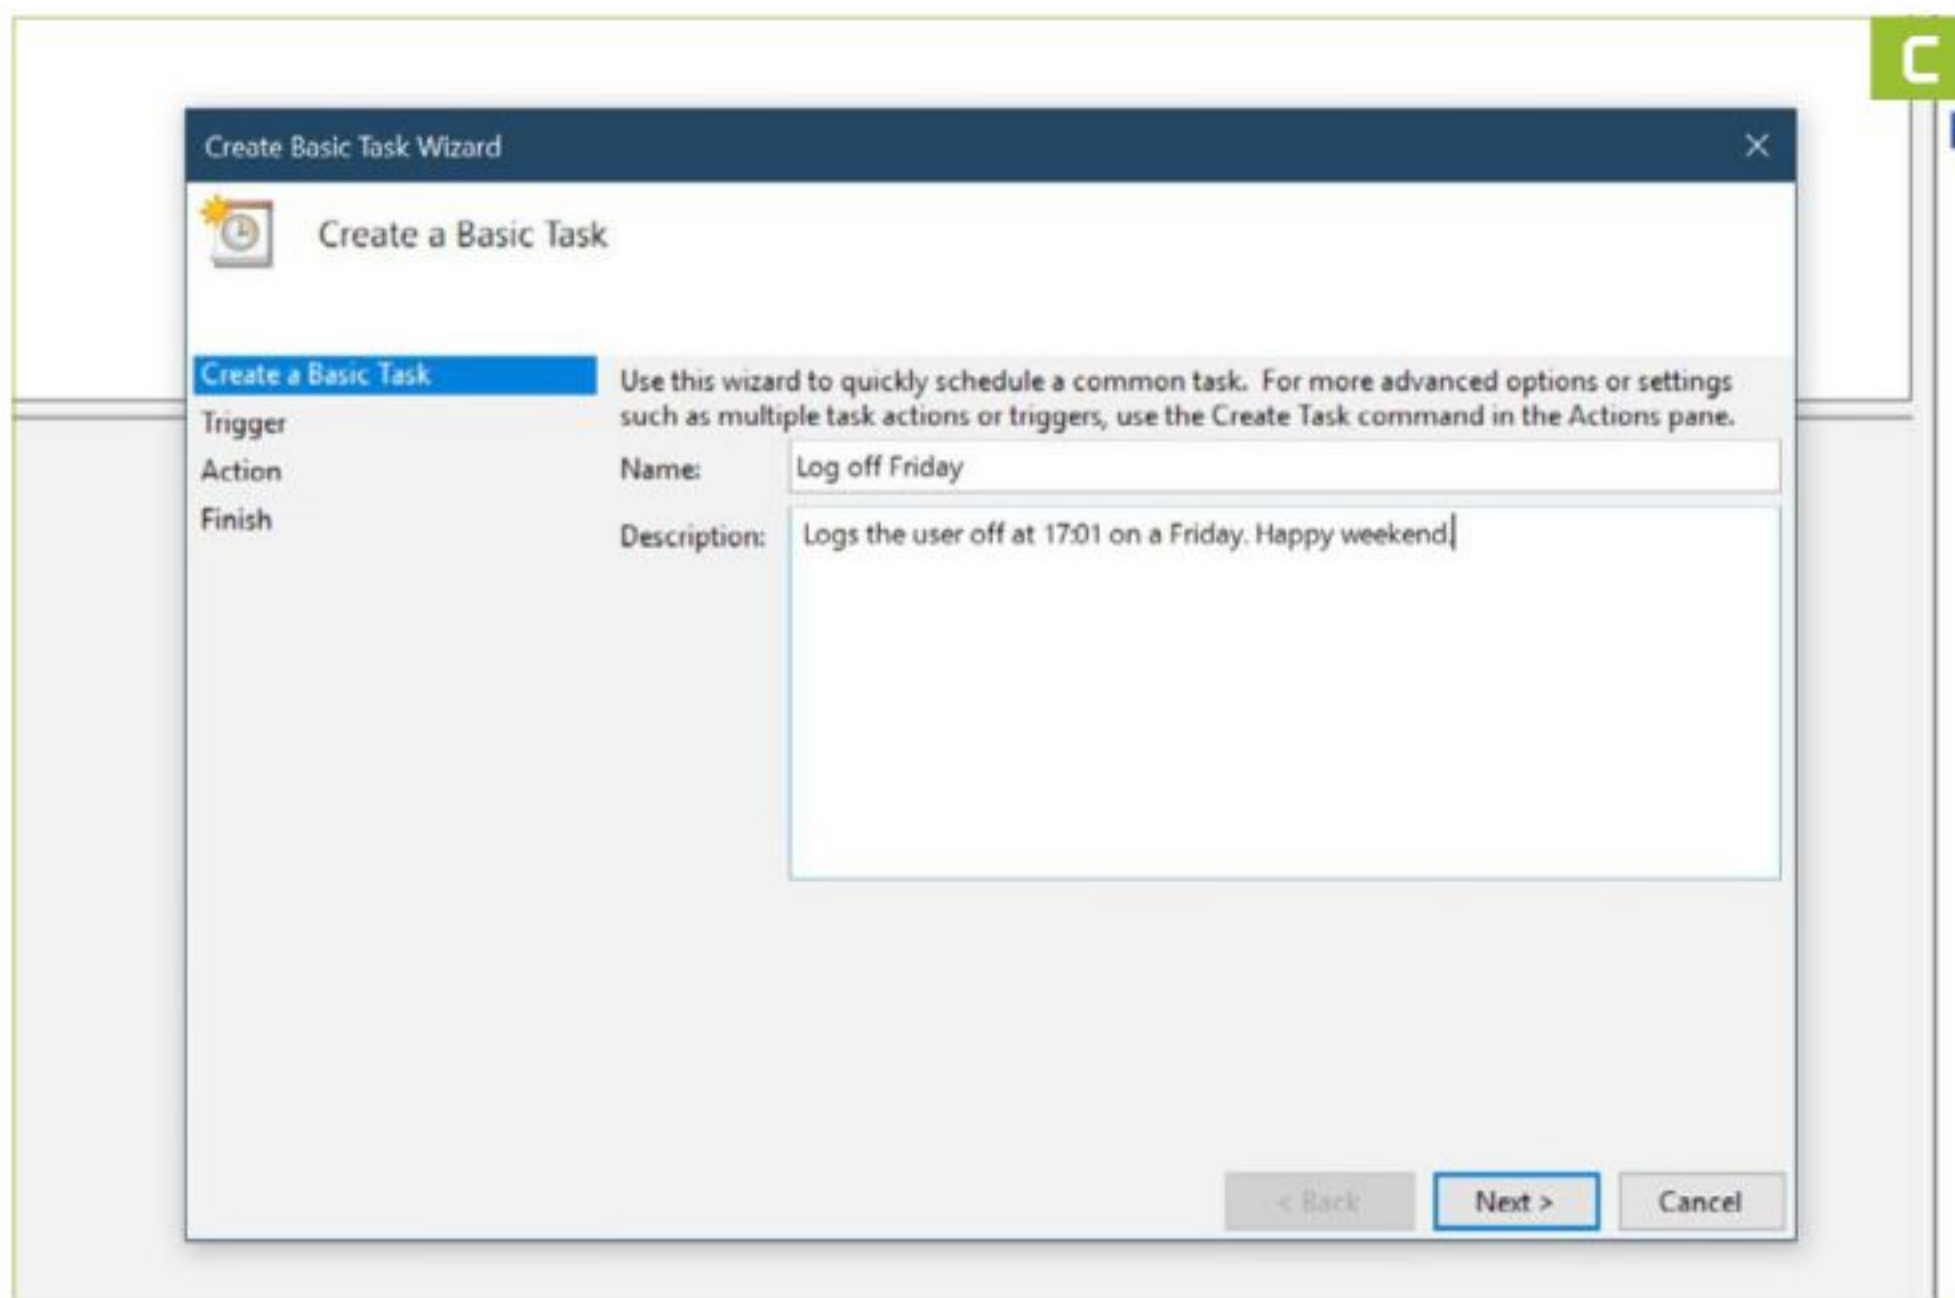 C
Create Basic Task Wizard
Create a Basic Task
Create a Basic Task
Trigger
Action
Finish
Use this wizard to quickly schedule a common task. For more advanced options or settings
such as multiple task actions or triggers, use the Create Task command in the Actions pane.
Name: Log off Friday
Description: Logs the user off at 17:01 on a Friday. Happy weekend.
< Back Next > Cancel